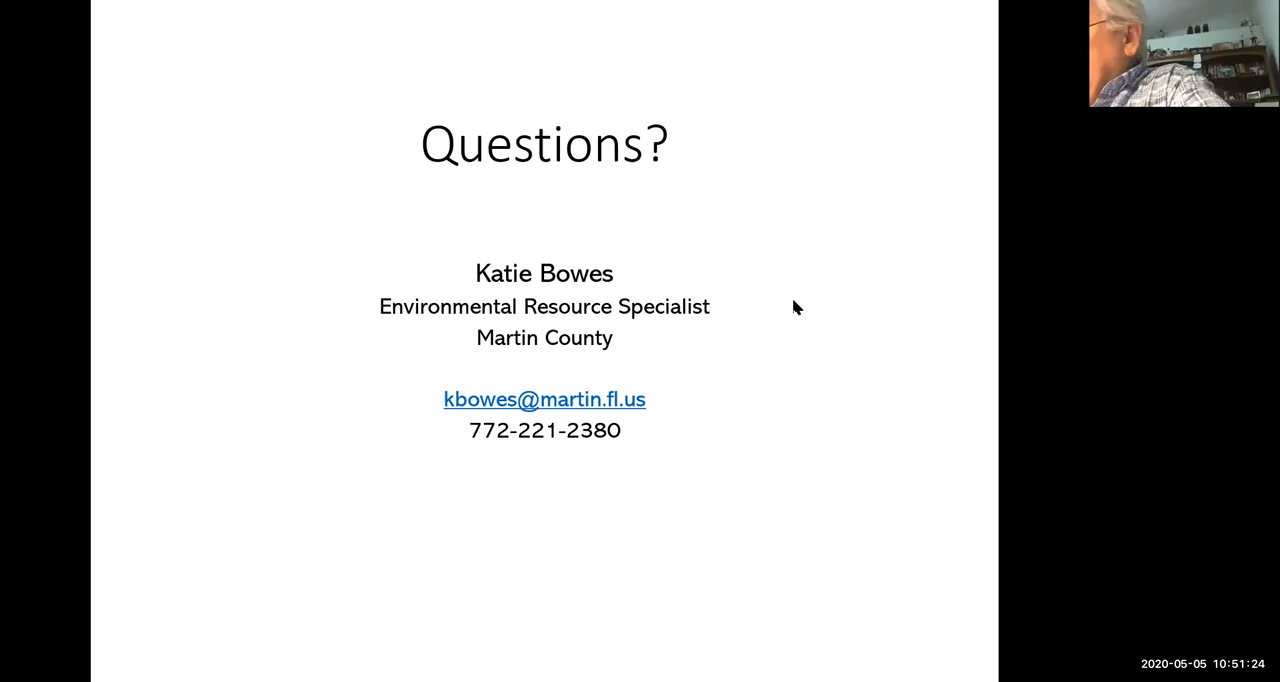 Questions?
Katie Bowes
Environmental Resource Specialist
Martin County
kbowes@martin.fl.us
772-221-2380
2020-05-05 10:51:24